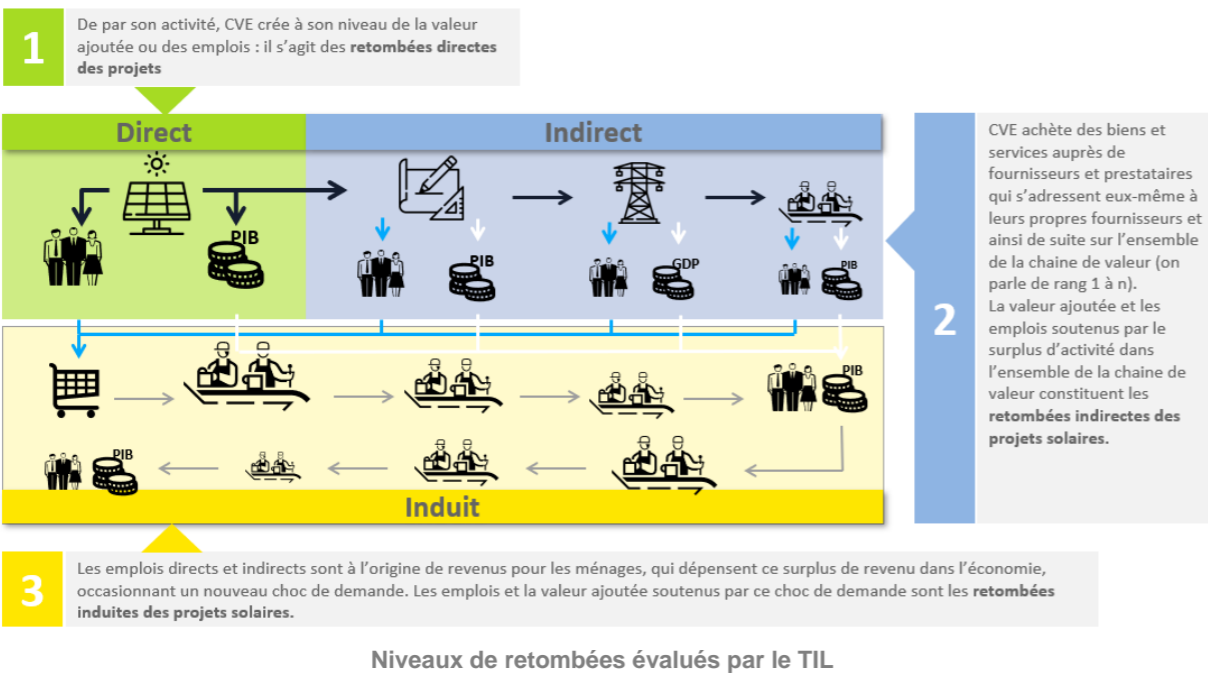 1
De par son activité, CVE crée à son niveau de la valeur
ajoutée ou des emplois : il s’agit des retombées directes
des projets
Direct
Indirect
PIB
PIB
GDP
PIB
2
CVE achète des biens et
services auprès de
fournisseurs et prestataires
qui s’adressent eux-même à
leurs propres fournisseurs et
ainsi de suite sur l’ensemble
de la chaine de valeur (on
parle de rang 1 à n).
La valeur ajoutée et les
emplois soutenus par le
surplus d’activité dans
l’ensemble de la chaine de
valeur constituent les
retombées indirectes des
projets solaires.
PIB
PIB
Induit
3
Les emplois directs et indirects sont à l’origine de revenus pour les ménages, qui dépensent ce surplus de revenu dans l’économie,
occasionnant un nouveau choc de demande. Les emplois et la valeur ajoutée soutenus par ce choc de demande sont les retombées
induites des projets solaires.
Niveaux de retombées évalués par le TIL